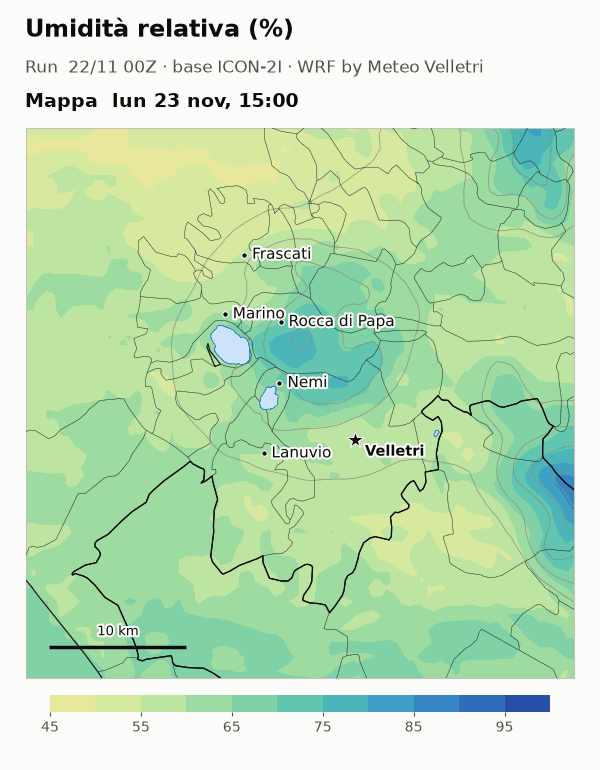 Umidità relativa (%)
Run  22/11 00Z · base ICON-2I · WRF by Meteo Velletri
Mappa  lun 23 nov, 15:00
Frascati
Marino
Rocca di Papa
Nemi
Velletri
Lanuvio
10 km
45 55 65 75 85 95